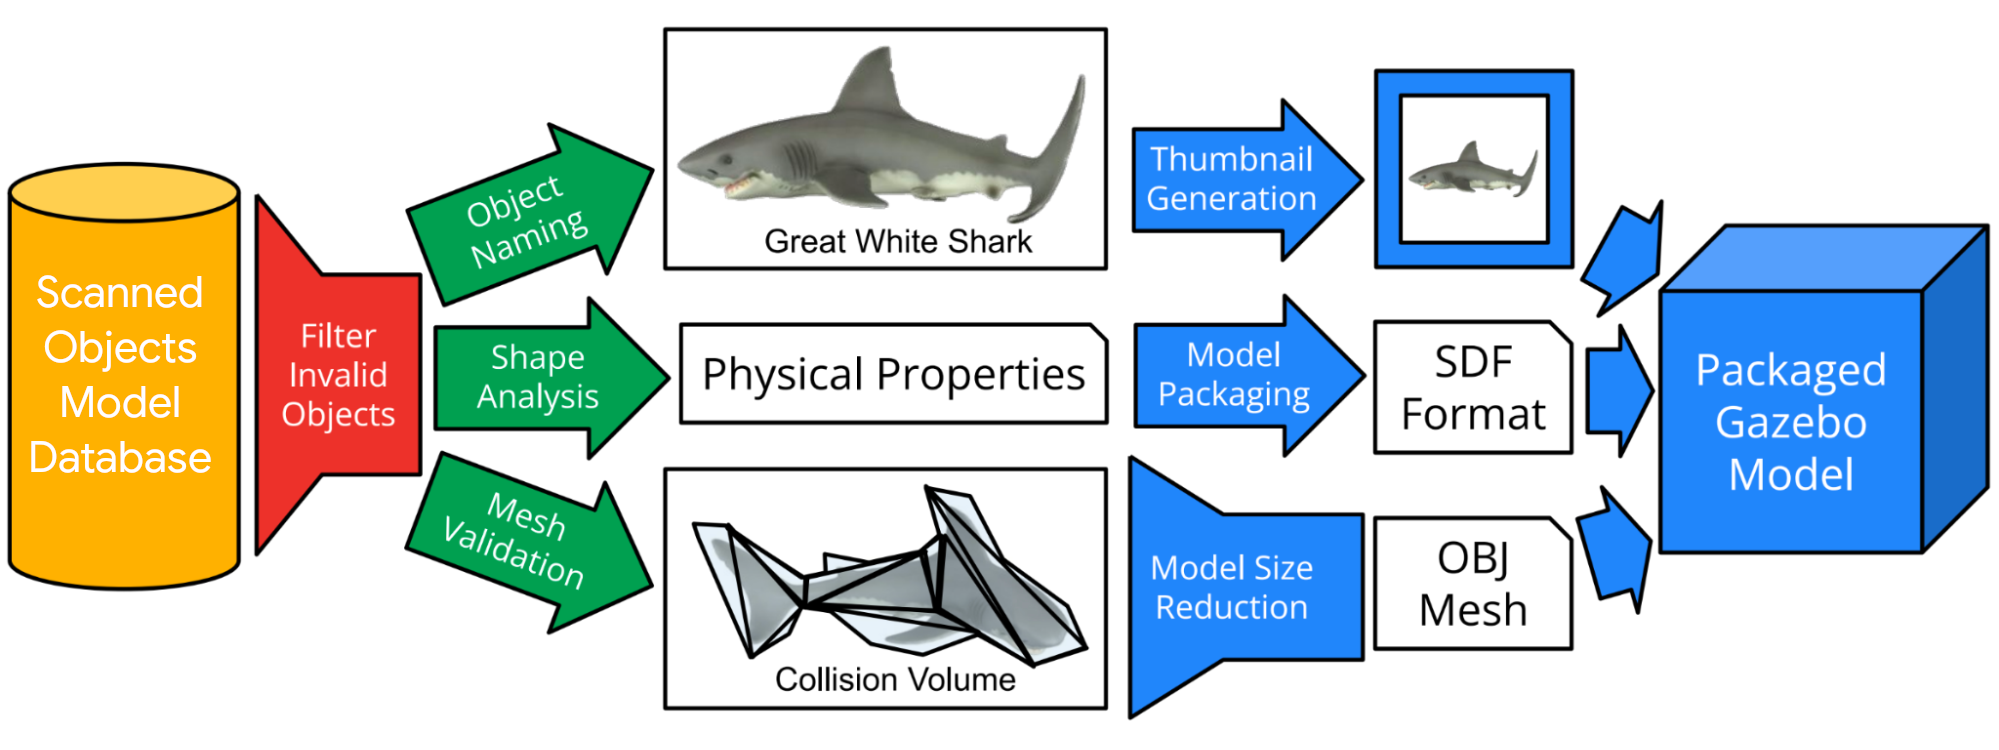 Scanned
Objects
Model
Database
Filter
Invalid
Objects
Object
Naming
Great White Shark
Thumbnail
Generation
Shape
Analysis
Physical Properties
Model
Packaging
SDF
Format
Mesh
Validation
Collision Volume
Model Size
Reduction
OBJ
Mesh
Packaged
Gazebo
Model